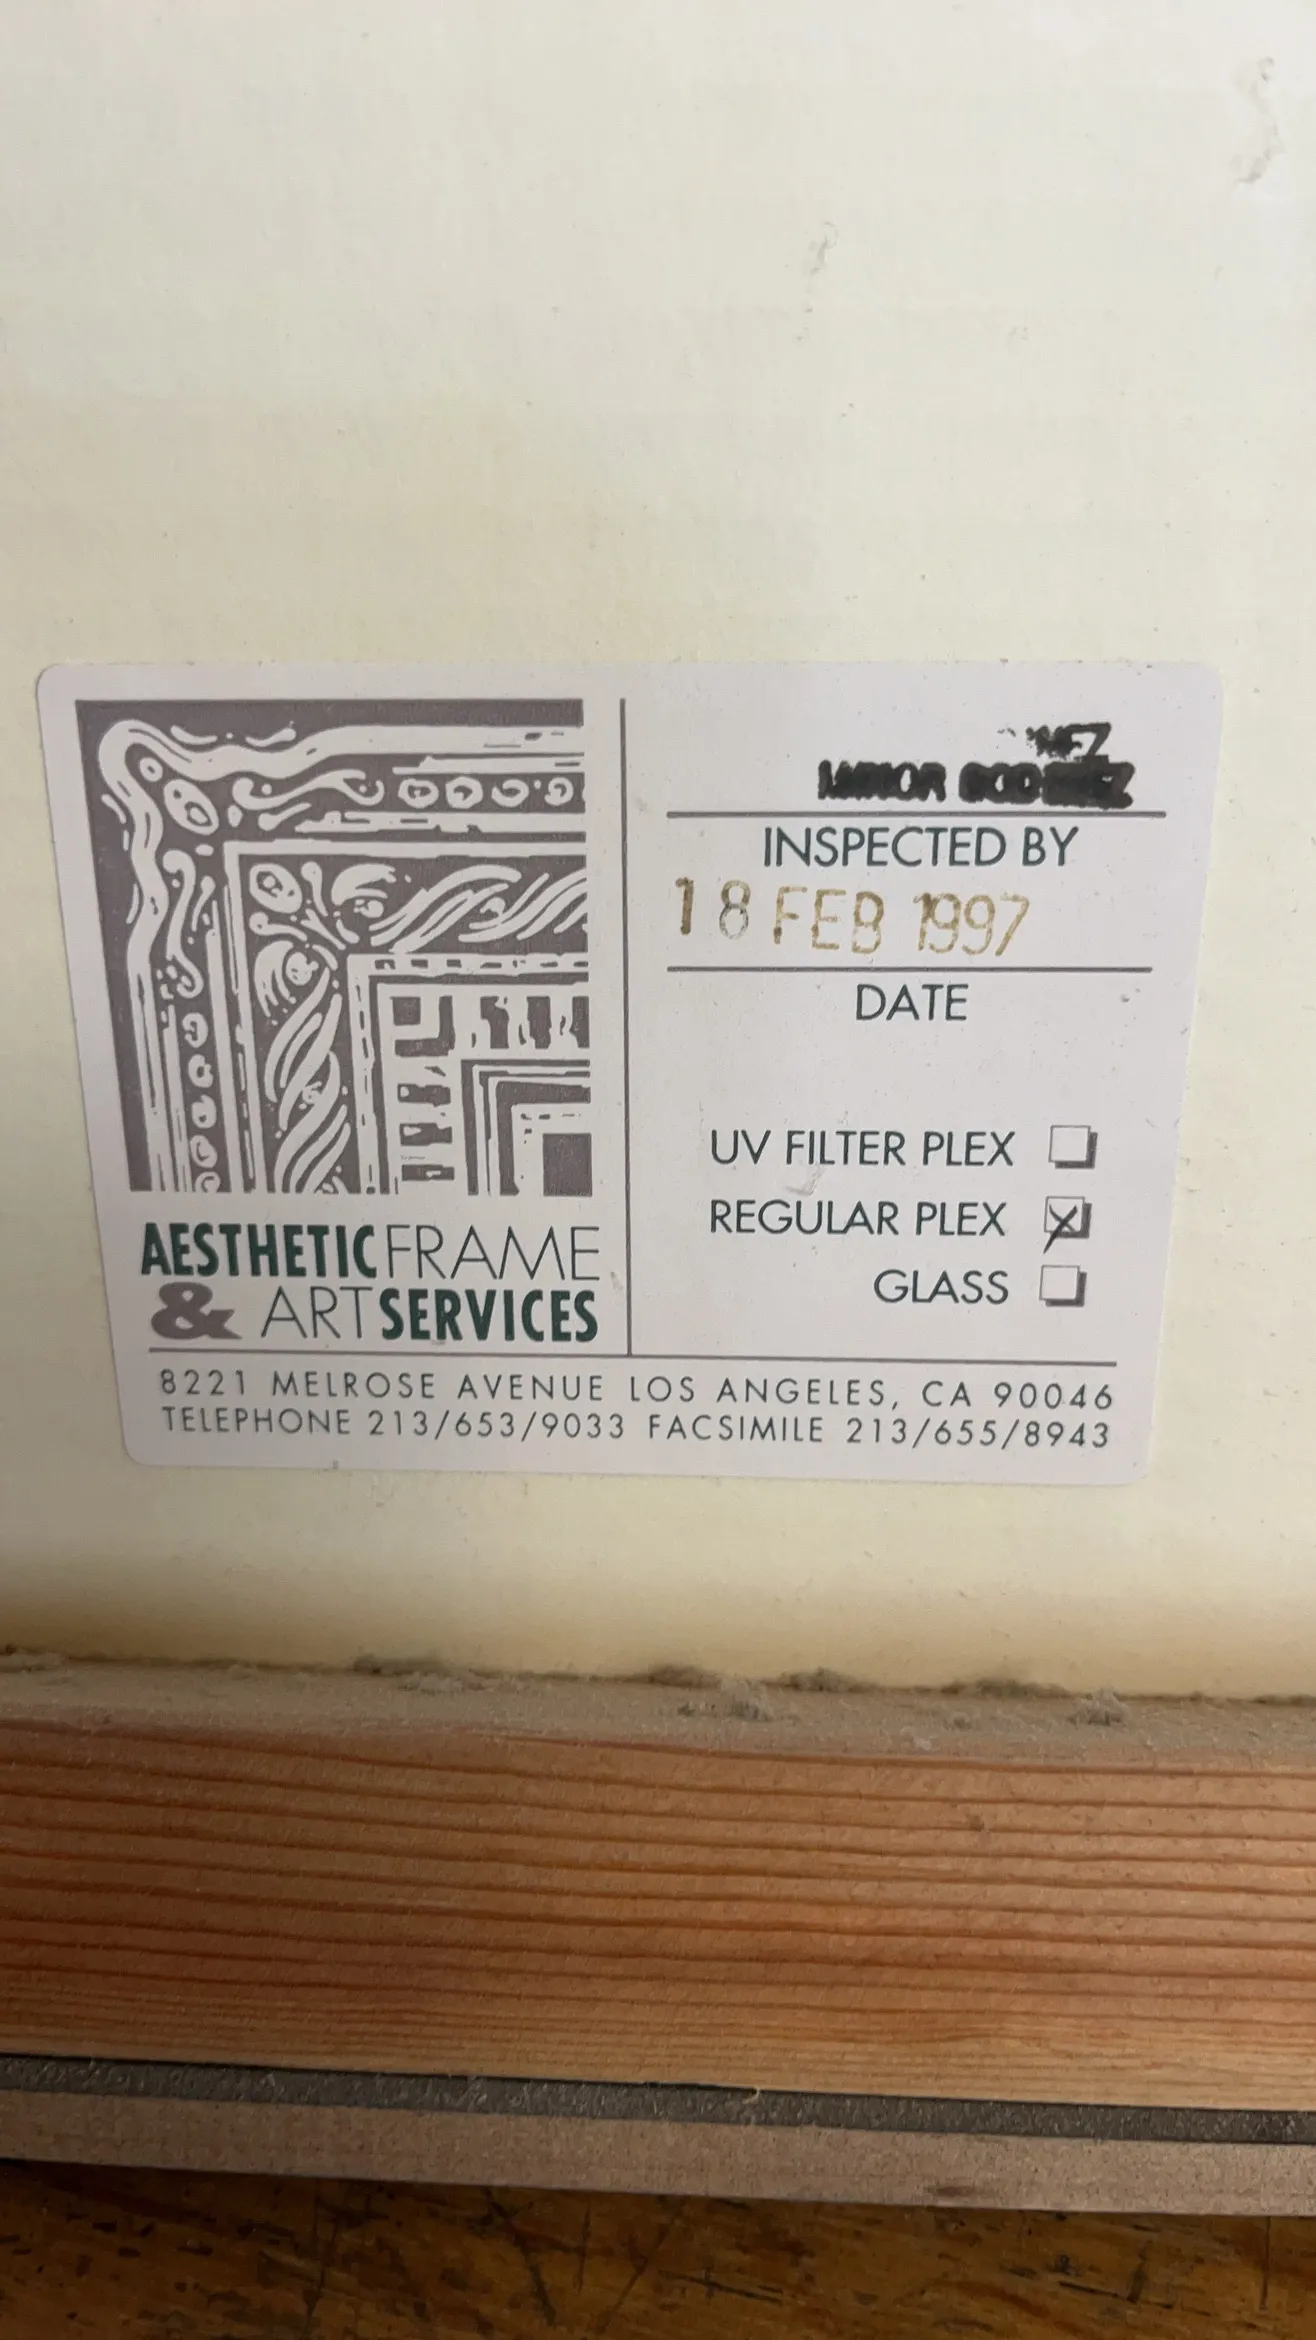 INSPECTED BY
18 FEB 1997
DATE
UV FILTER PLEX
REGULAR PLEX
GLASS
AESTHETIC FRAME
& ART SERVICES
8221 MELROSE AVENUE LOS ANGELES, CA 90046
TELEPHONE 213/653/9033 FACSIMILE 213/655/8943